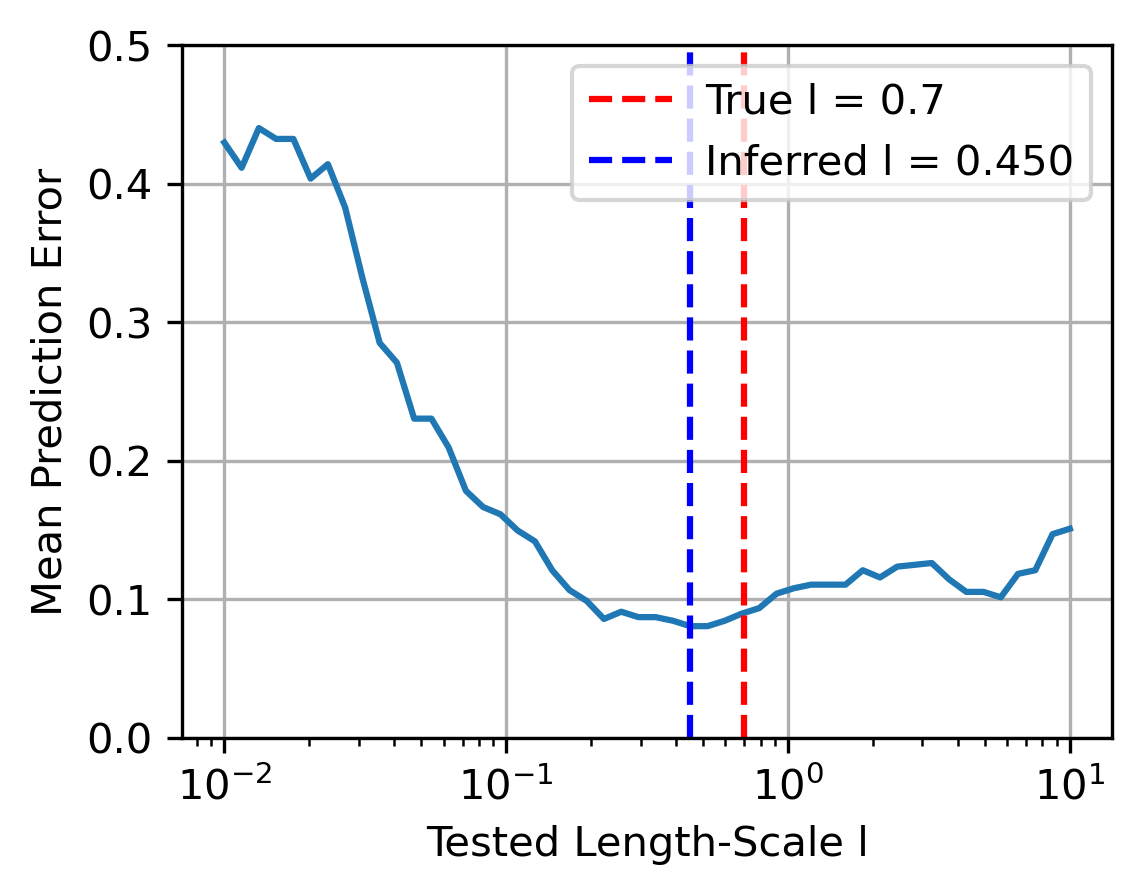 0.5
0.4
0.3
0.2
0.1
0.0
Mean Prediction Error
True l = 0.7
Inferred l = 0.450
10⁻² 10⁻¹ 10⁰ 10¹
Tested Length-Scale l